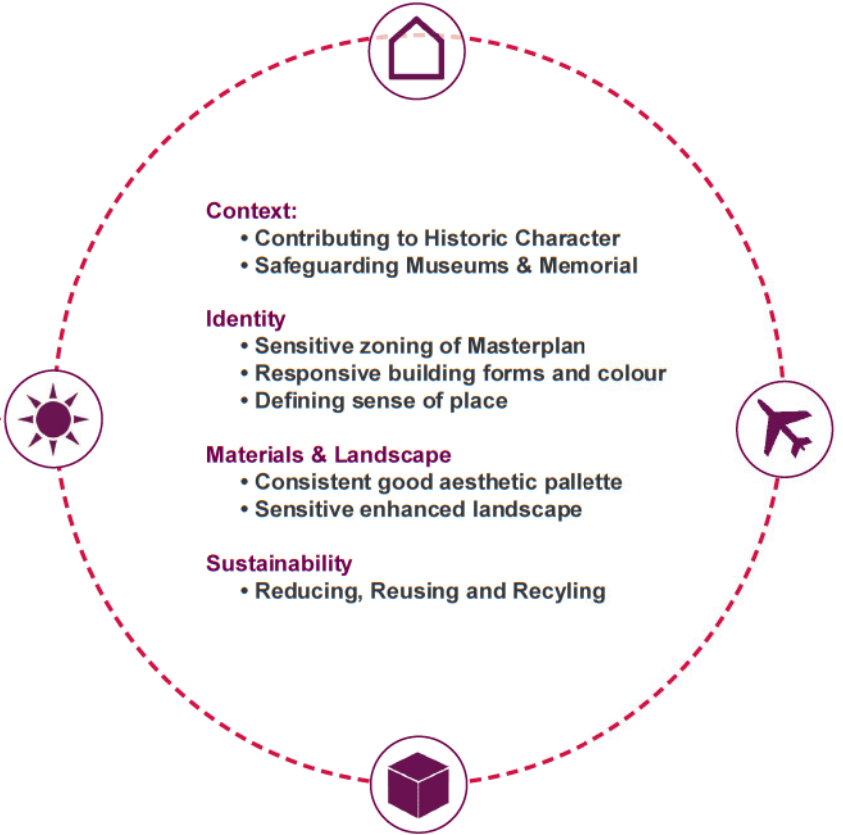 Context:
• Contributing to Historic Character
• Safeguarding Museums & Memorial
Identity
• Sensitive zoning of Masterplan
• Responsive building forms and colour
• Defining sense of place
Materials & Landscape
• Consistent good aesthetic pallette
• Sensitive enhanced landscape
Sustainability
• Reducing, Reusing and Recyling